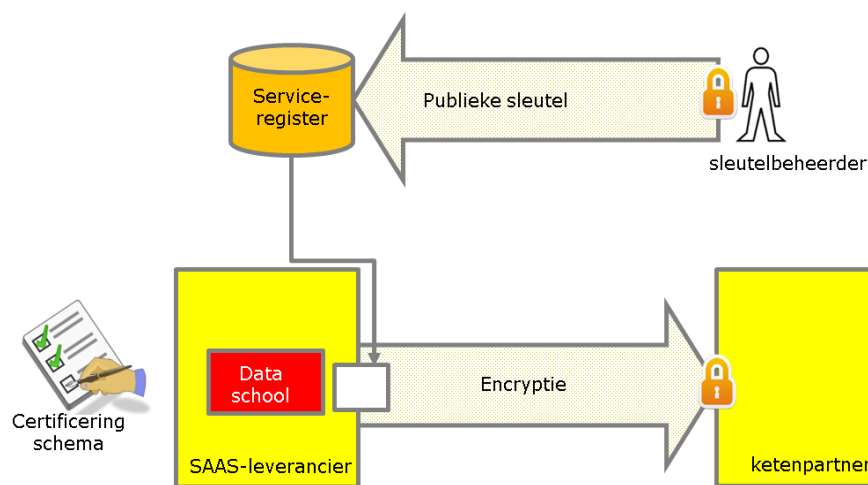 Service-
register
Publieke sleutel
sleutelbeheerder
Data
school
Encryptie
Certificering
schema
SAAS-leverancier
ketenpartner